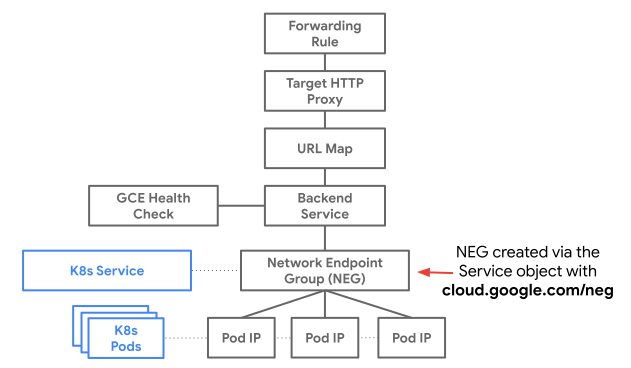 Forwarding
Rule
Target HTTP
Proxy
URL Map
GCE Health
Check
Backend
Service
K8s Service
Network Endpoint
Group (NEG)
NEG created via the
Service object with
cloud.google.com/neg
K8s
Pods
Pod IP
Pod IP
Pod IP